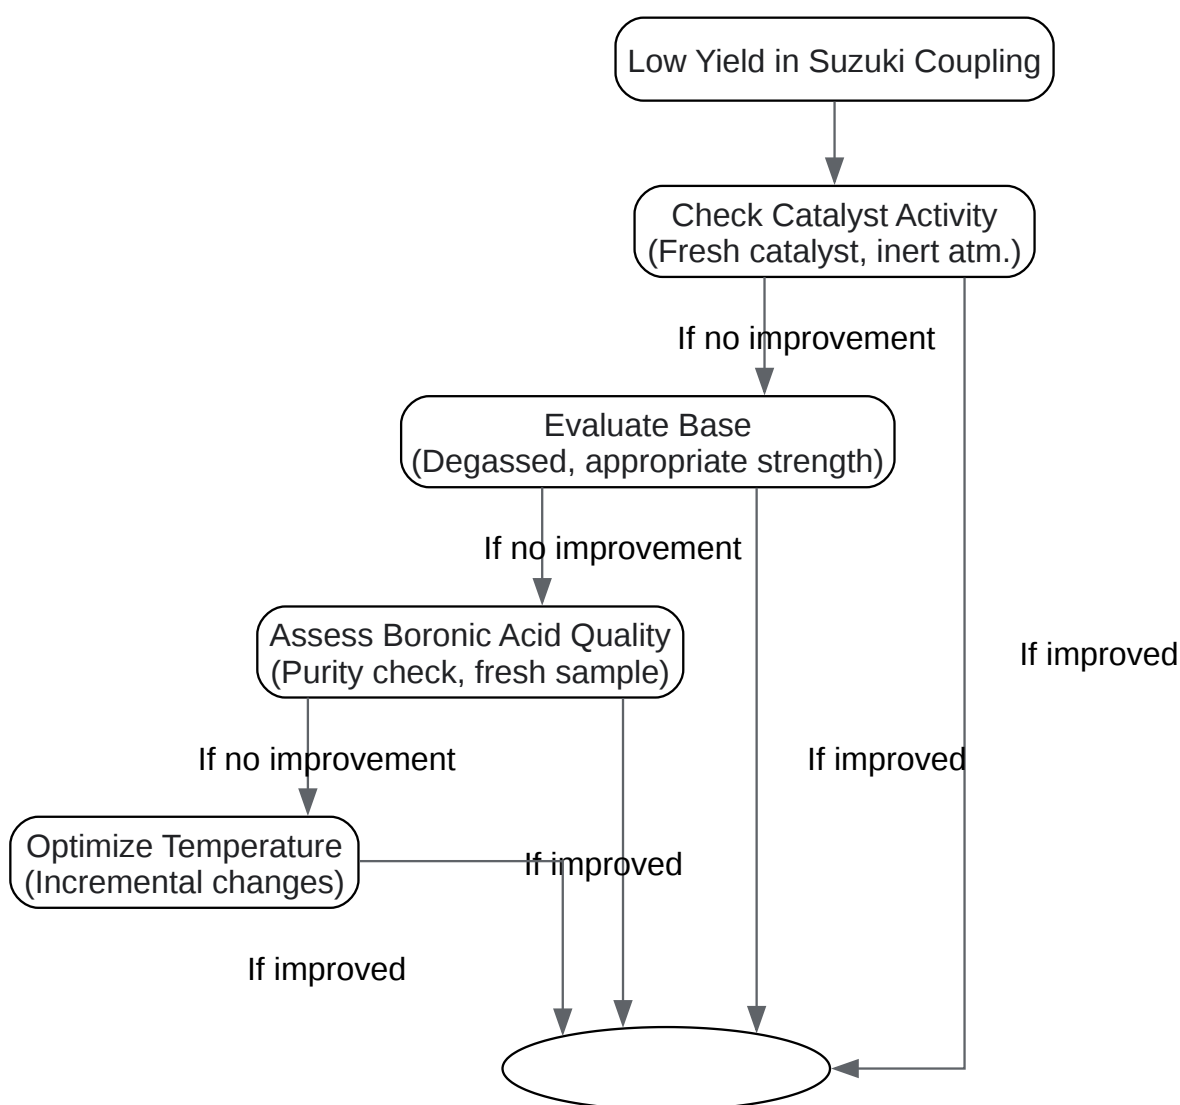 Low Yield in Suzuki Coupling
Check Catalyst Activity
(Fresh catalyst, inert atm.)
If no improvement
Evaluate Base
(Degassed, appropriate strength)
If no improvement
Assess Boronic Acid Quality
(Purity check, fresh sample)
If improved
If no improvement
If improved
Optimize Temperature
(Incremental changes)
If improved
If improved